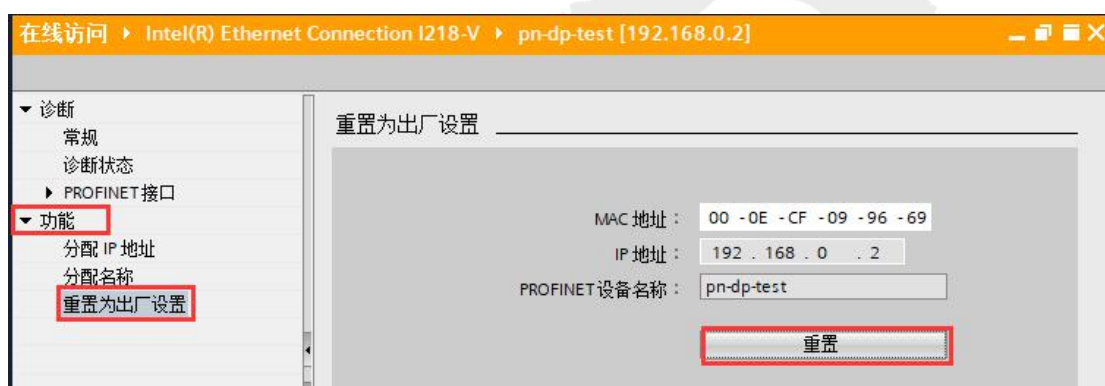 在线访问 ▸ Intel(R) Ethernet Connection I218-V ▸ pn-dp-test [192.168.0.2]
诊断
常规
诊断状态
PROFINET接口
功能
分配 IP 地址
分配名称
重置为出厂设置
重置为出厂设置
MAC 地址： 00 -0E -CF -09 -96 -69
IP 地址： 192 . 168 . 0 . 2
PROFINET设备名称： pn-dp-test
重置